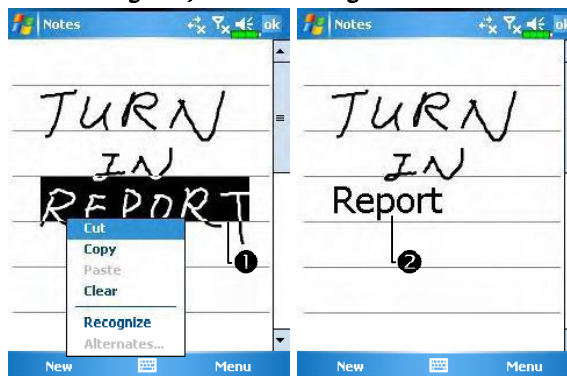 Notes
ok
TURN
IN
REPORT
Cut
Copy
Paste
Clear
Recognize
Alternates...
1
New Menu
Notes
TURN
IN
Report
2
New Menu